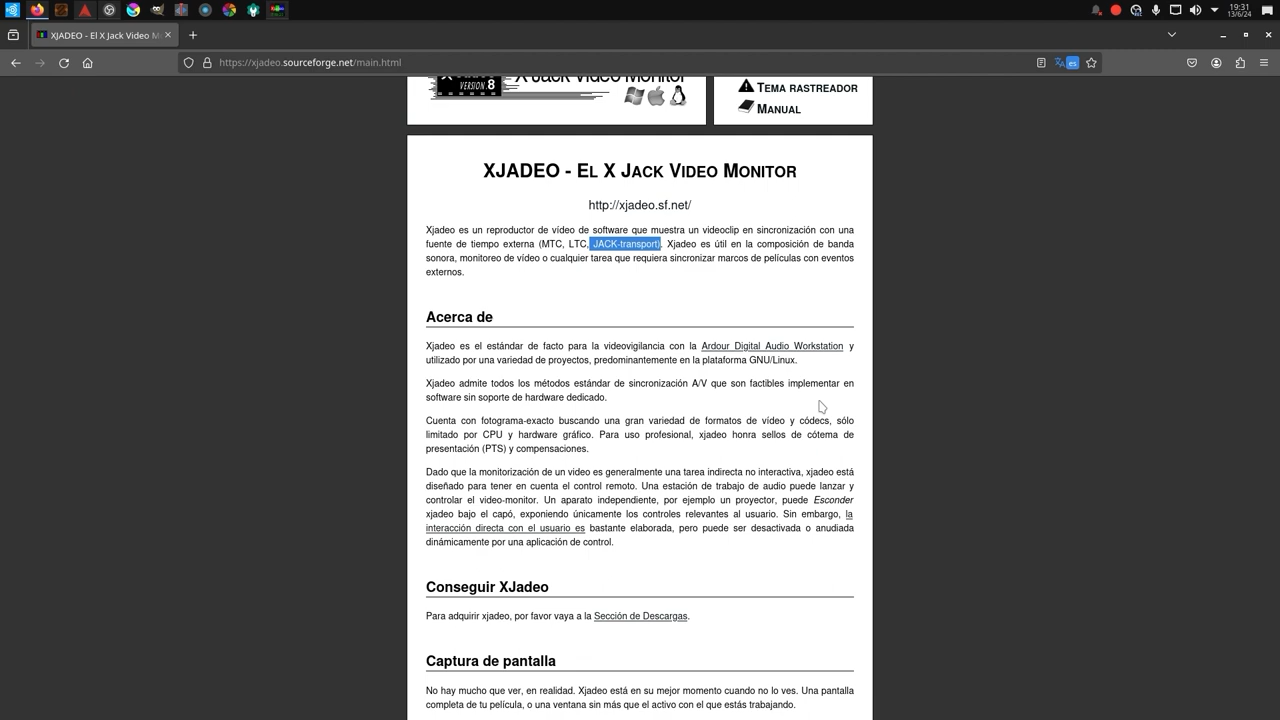 19:31
13/6/24
XJADEO - El X Jack Video Mo
https://xjadeo.sourceforge.net/main.html
es
VERSION.8
X Jack Video Monitor
TEMA RASTREADOR
MANUAL
XJADEO - EL X JACK VIDEO MONITOR
http://xjadeo.sf.net/
Xjadeo es un reproductor de vídeo de software que muestra un videoclip en sincronización con una
fuente de tiempo externa (MTC, LTC, JACK-transport). Xjadeo es útil en la composición de banda
sonora, monitoreo de vídeo o cualquier tarea que requiera sincronizar marcos de películas con eventos
externos.
Acerca de
Xjadeo es el estándar de facto para la videovigilancia con la Ardour Digital Audio Workstation y
utilizado por una variedad de proyectos, predominantemente en la plataforma GNU/Linux.
Xjadeo admite todos los métodos estándar de sincronización A/V que son factibles implementar en
software sin soporte de hardware dedicado.
Cuenta con fotograma-exacto buscando una gran variedad de formatos de vídeo y códecs, sólo
limitado por CPU y hardware gráfico. Para uso profesional, xjadeo honra sellos de cótema de
presentación (PTS) y compensaciones.
Dado que la monitorización de un video es generalmente una tarea indirecta no interactiva, xjadeo está
diseñado para tener en cuenta el control remoto. Una estación de trabajo de audio puede lanzar y
controlar el video-monitor. Un aparato independiente, por ejemplo un proyector, puede Esconder
xjadeo bajo el capó, exponiendo únicamente los controles relevantes al usuario. Sin embargo, la
interacción directa con el usuario es bastante elaborada, pero puede ser desactivada o anudiada
dinámicamente por una aplicación de control.
Conseguir XJadeo
Para adquirir xjadeo, por favor vaya a la Sección de Descargas.
Captura de pantalla
No hay mucho que ver, en realidad. Xjadeo está en su mejor momento cuando no lo ves. Una pantalla
completa de tu película, o una ventana sin más que el activo con el que estás trabajando.